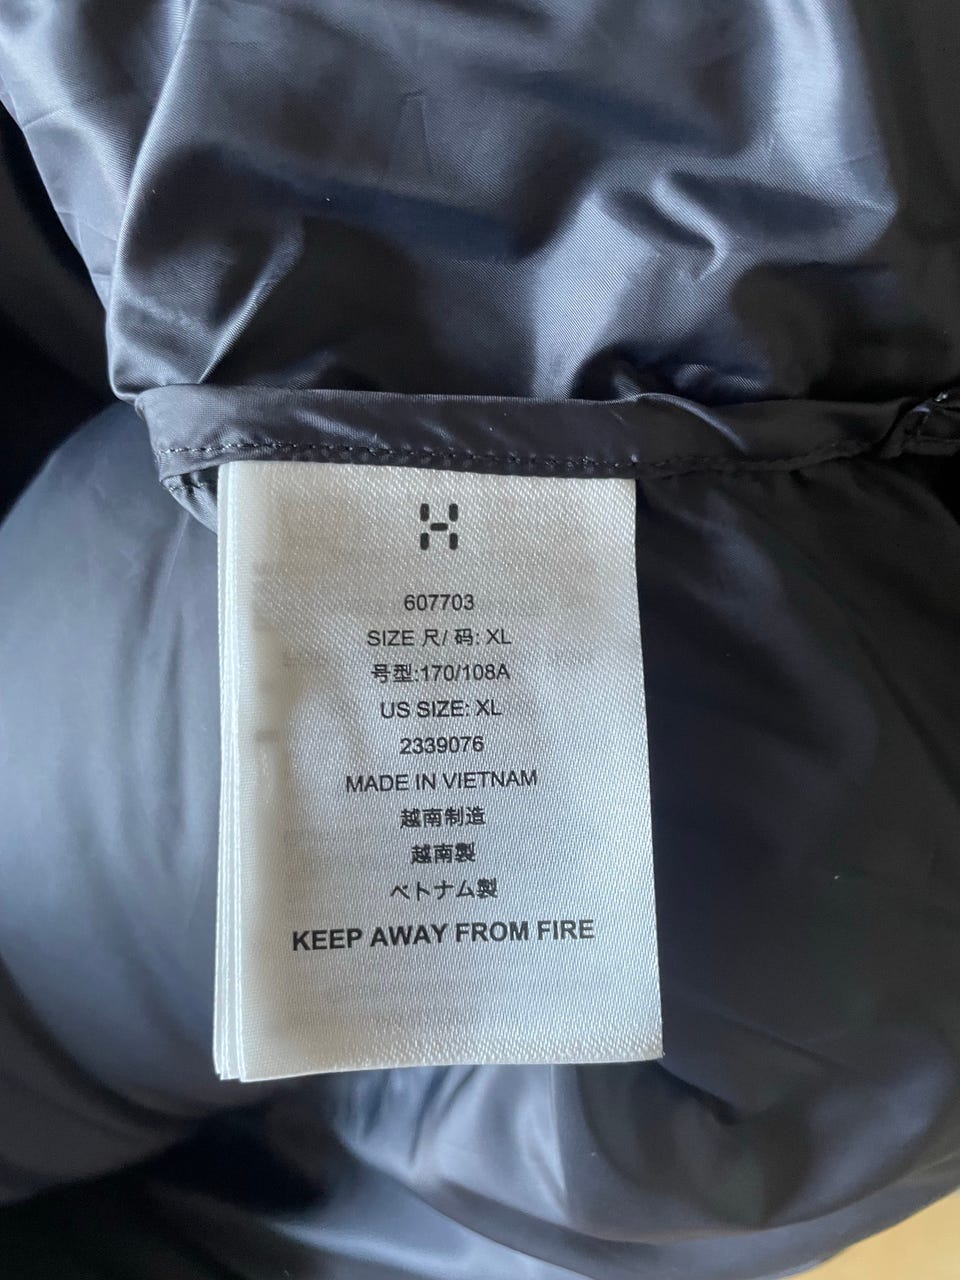 607703
SIZE 尺/ 码: XL
号型:170/108A
US SIZE: XL
2339076
MADE IN VIETNAM
越南制造
越南製
ベトナム製
KEEP AWAY FROM FIRE